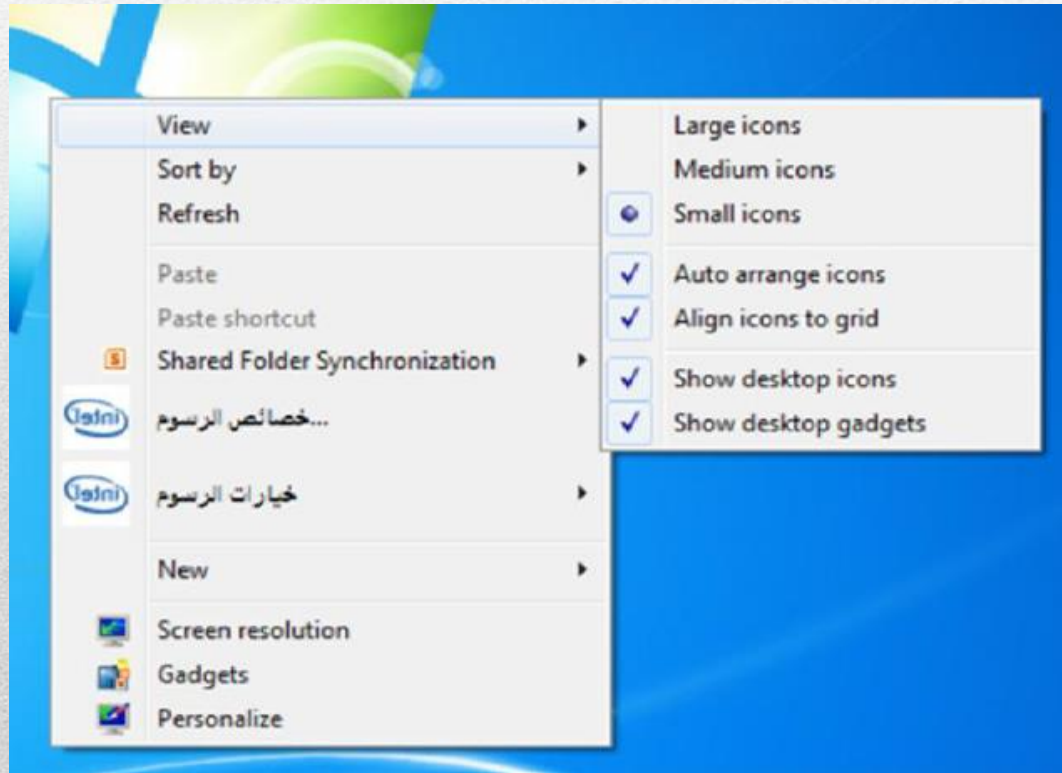 View
Sort by
Refresh
Paste
Paste shortcut
Shared Folder Synchronization
خصائص الرسوم...
خيارات الرسوم
New
Screen resolution
Gadgets
Personalize
Large icons
Medium icons
Small icons
Auto arrange icons
Align icons to grid
Show desktop icons
Show desktop gadgets